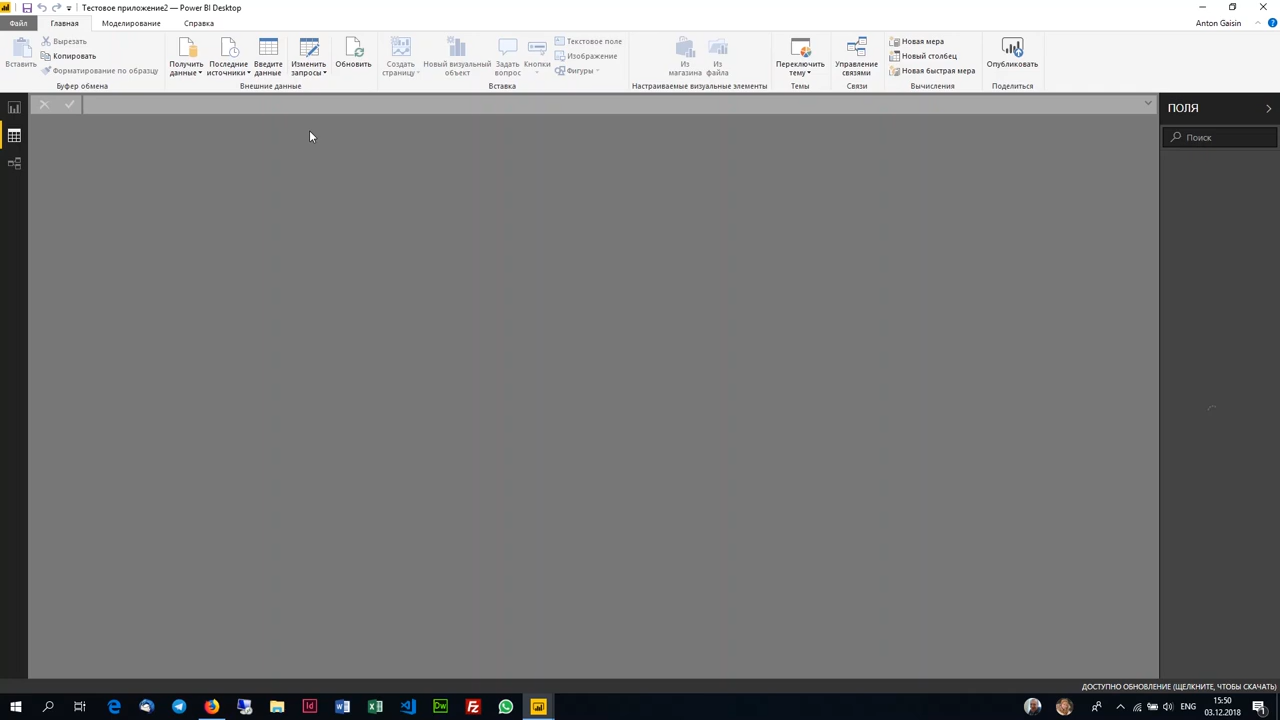 Тестовое приложение2 — Power BI Desktop
Файл
Главная
Моделирование
Справка
Anton Gaisin
Вставить
Вырезать
Копировать
Форматирование по образцу
Буфер обмена
Получить
данные
Последние
источники
Введите
данные
Изменить
запросы
Внешние данные
Обновить
Создать
страницу
Новый визуальный
объект
Задать
вопрос
Кнопки
Текстовое поле
Изображение
Фигуры
Вставка
Из
магазина
Из
файла
Настраиваемые визуальные элементы
Переключить
тему
Темы
Управление
связями
Связи
Новая мера
Новый столбец
Новая быстрая мера
Вычисления
Опубликовать
Поделиться
ПОЛЯ
Поиск
ДОСТУПНО ОБНОВЛЕНИЕ (ЩЕЛКНИТЕ, ЧТОБЫ СКАЧАТЬ)
Id
Dw
ENG
15:50
03.12.2018